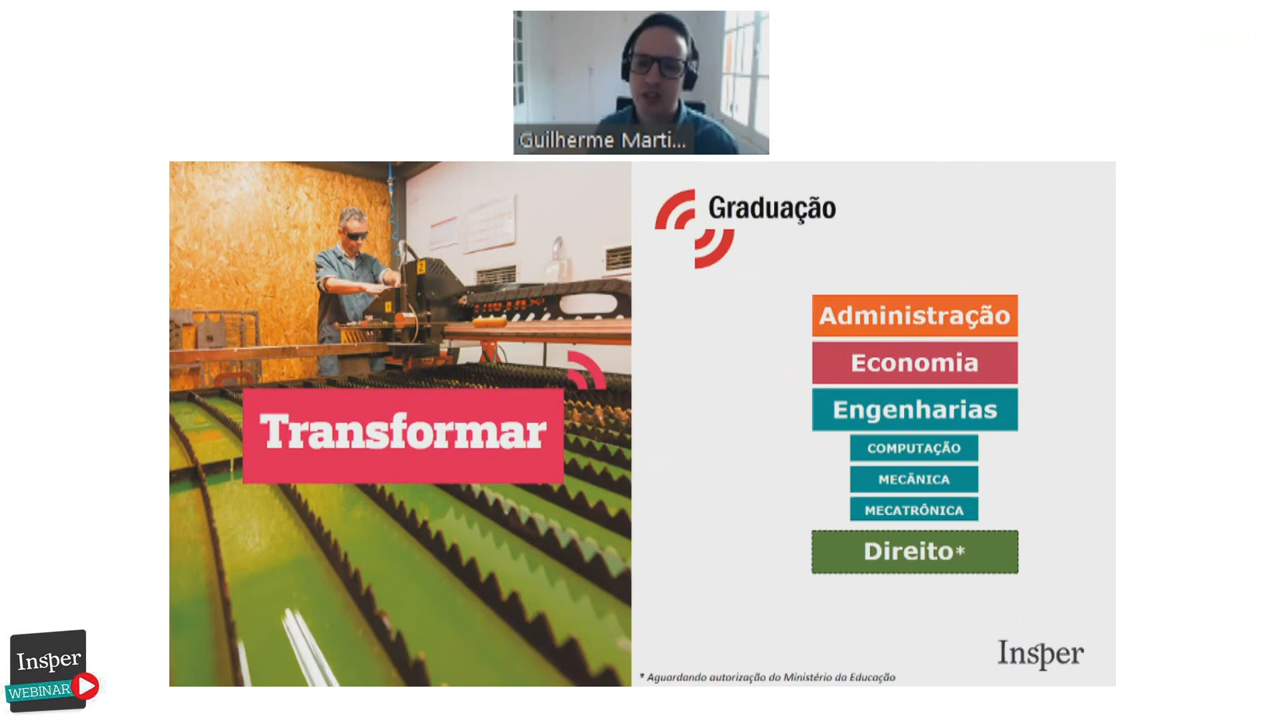 Guilherme Marti...
Transformar
Graduação
Administração
Economia
Engenharias
COMPUTAÇÃO
MECÂNICA
MECATRÔNICA
Direito*
Insper
* Aguardando autorização do Ministério da Educação
Insper
WEBINAR